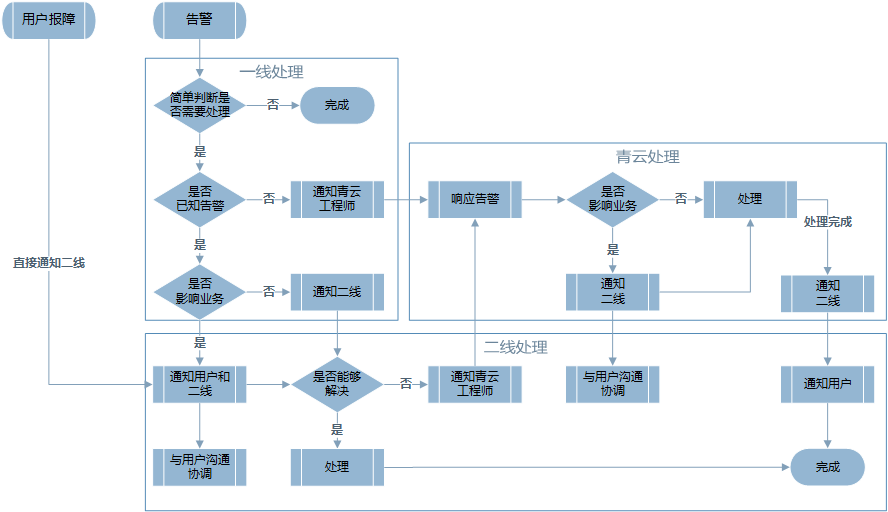 用户报障
告警
一线处理
简单判断是
否需要处理
否
完成
是
青云处理
是否
已知告警
否
通知青云
工程师
响应告警
是否
影响业务
否
处理
处理完成
是
是
直接通知二线
是否
影响业务
否
通知二线
通知
二线
通知
二线
是
二线处理
通知用户和
二线
是否能够
解决
否
通知青云
工程师
与用户沟通
协调
通知用户
是
与用户沟通
协调
处理
完成